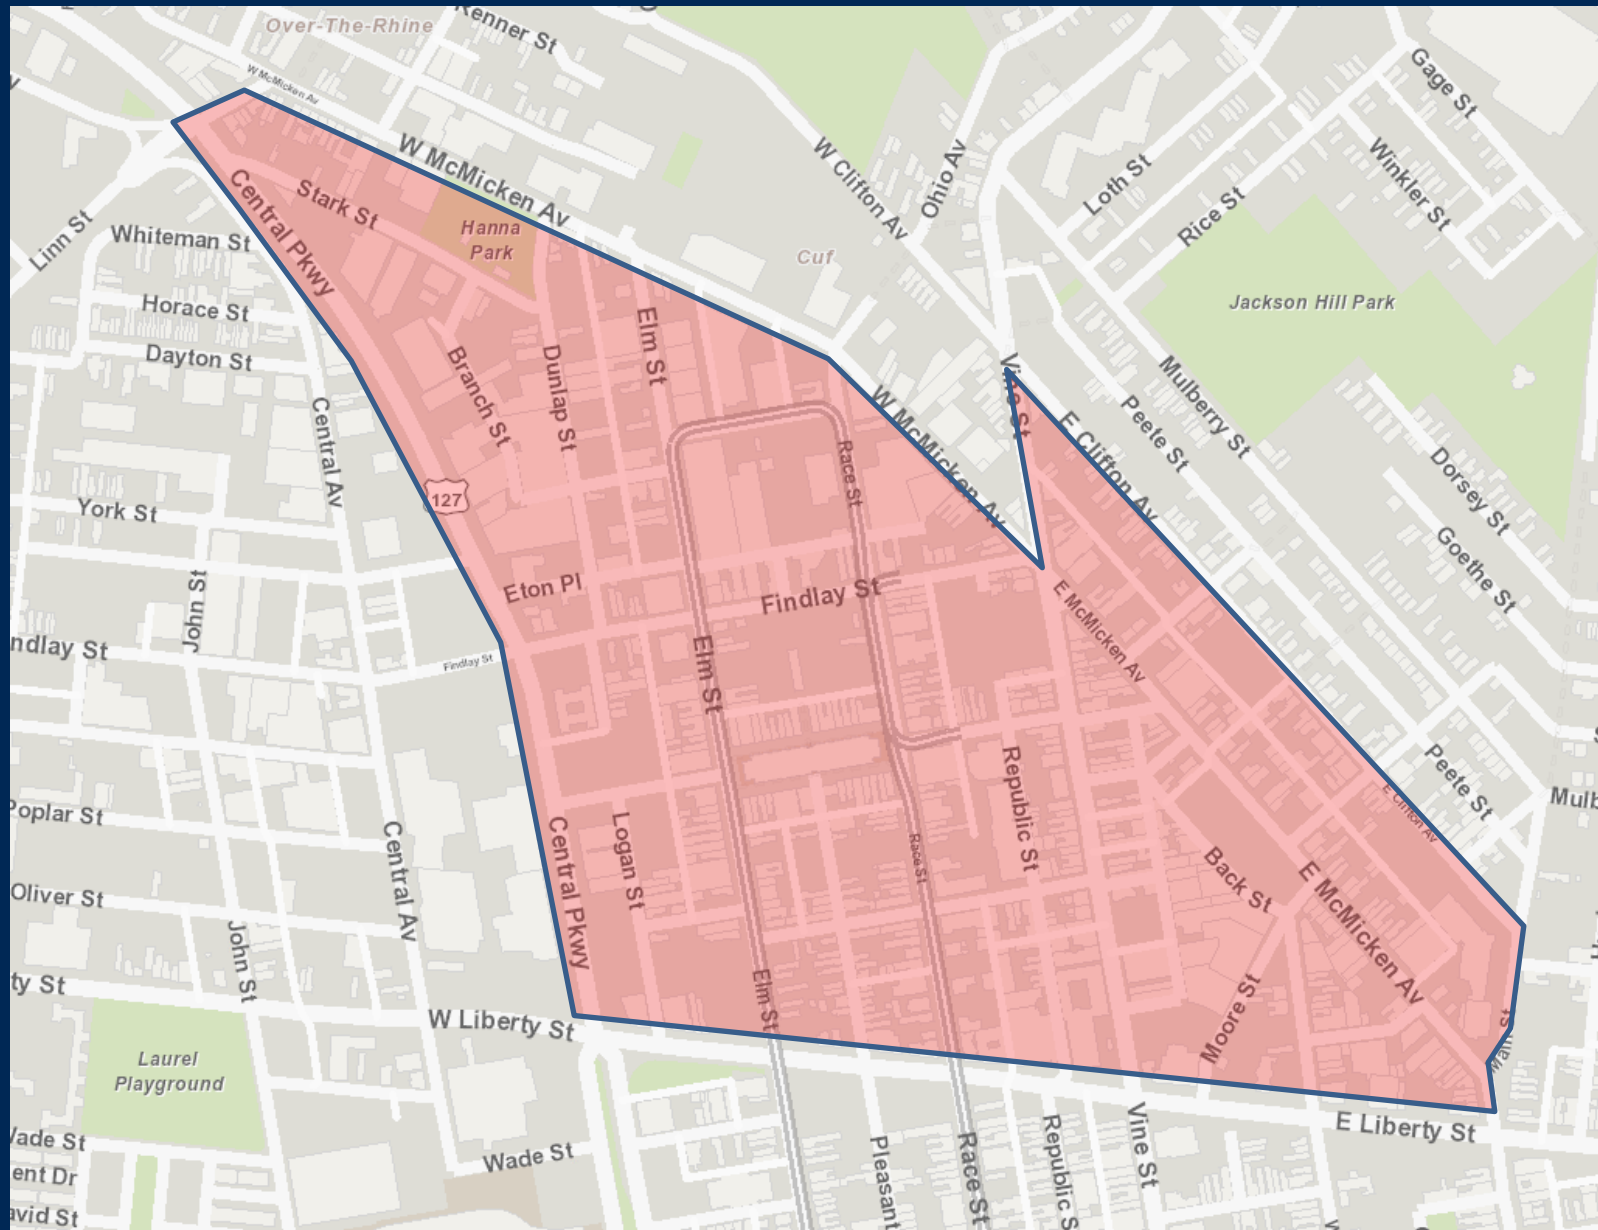 Over-The-Rhine
Renner St
W McMicken Av
Gage St
W McMicken Av
W Clifton Av
Ohio Av
Loth St
Winkler St
Rice St
Linn St
Whiteman St
Central Pkwy
Stark St
Hanna
Park
Cuf
Jackson Hill Park
Horace St
Dayton St
Branch St
Dunlap St
Elm St
Vine St
W McMicken Av
E Clifton Av
Peete St
Mulberry St
Dorsey St
Goethe St
Central Av
127
Race St
York St
John St
Eton Pl
Findlay St
E McMicken Av
ndlay St
Findlay St
Elm St
Republic St
Peete St
E Clifton Av
Mulb
Poplar St
Central Av
Central Pkwy
Logan St
Race St
Back St
E McMicken Av
Oliver St
John St
Elm St
Moore St
Main St
ty St
W Liberty St
Laurel
Playground
E Liberty St
Wade St
Wade St
ent Dr
avid St
Pleasant
Race St
Republic S
Vine St